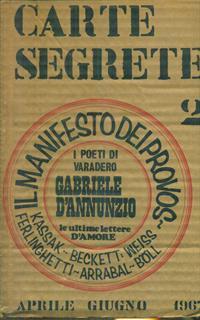 CARTE
SEGRETE
2
IL MANIFESTO DEI PROVOS-
I POETI DI
VARADERO
GABRIELE
D'ANNUNZIO
le ultime lettere
D'AMORE
KASSAK-BECKETT-WEISS-
FERLINGHETTI-ARRABAL-BÖLL
APRILE GIUGNO 1967